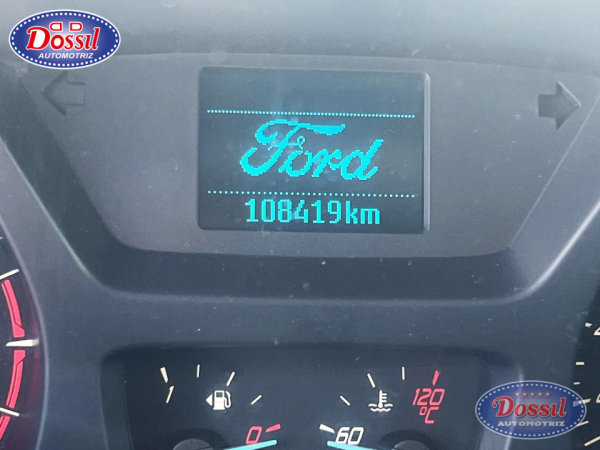 Dossil
AUTOMOTRIZ
Ford
108419km
120
°C
0
60
Dossil
AUTOMOTRIZ